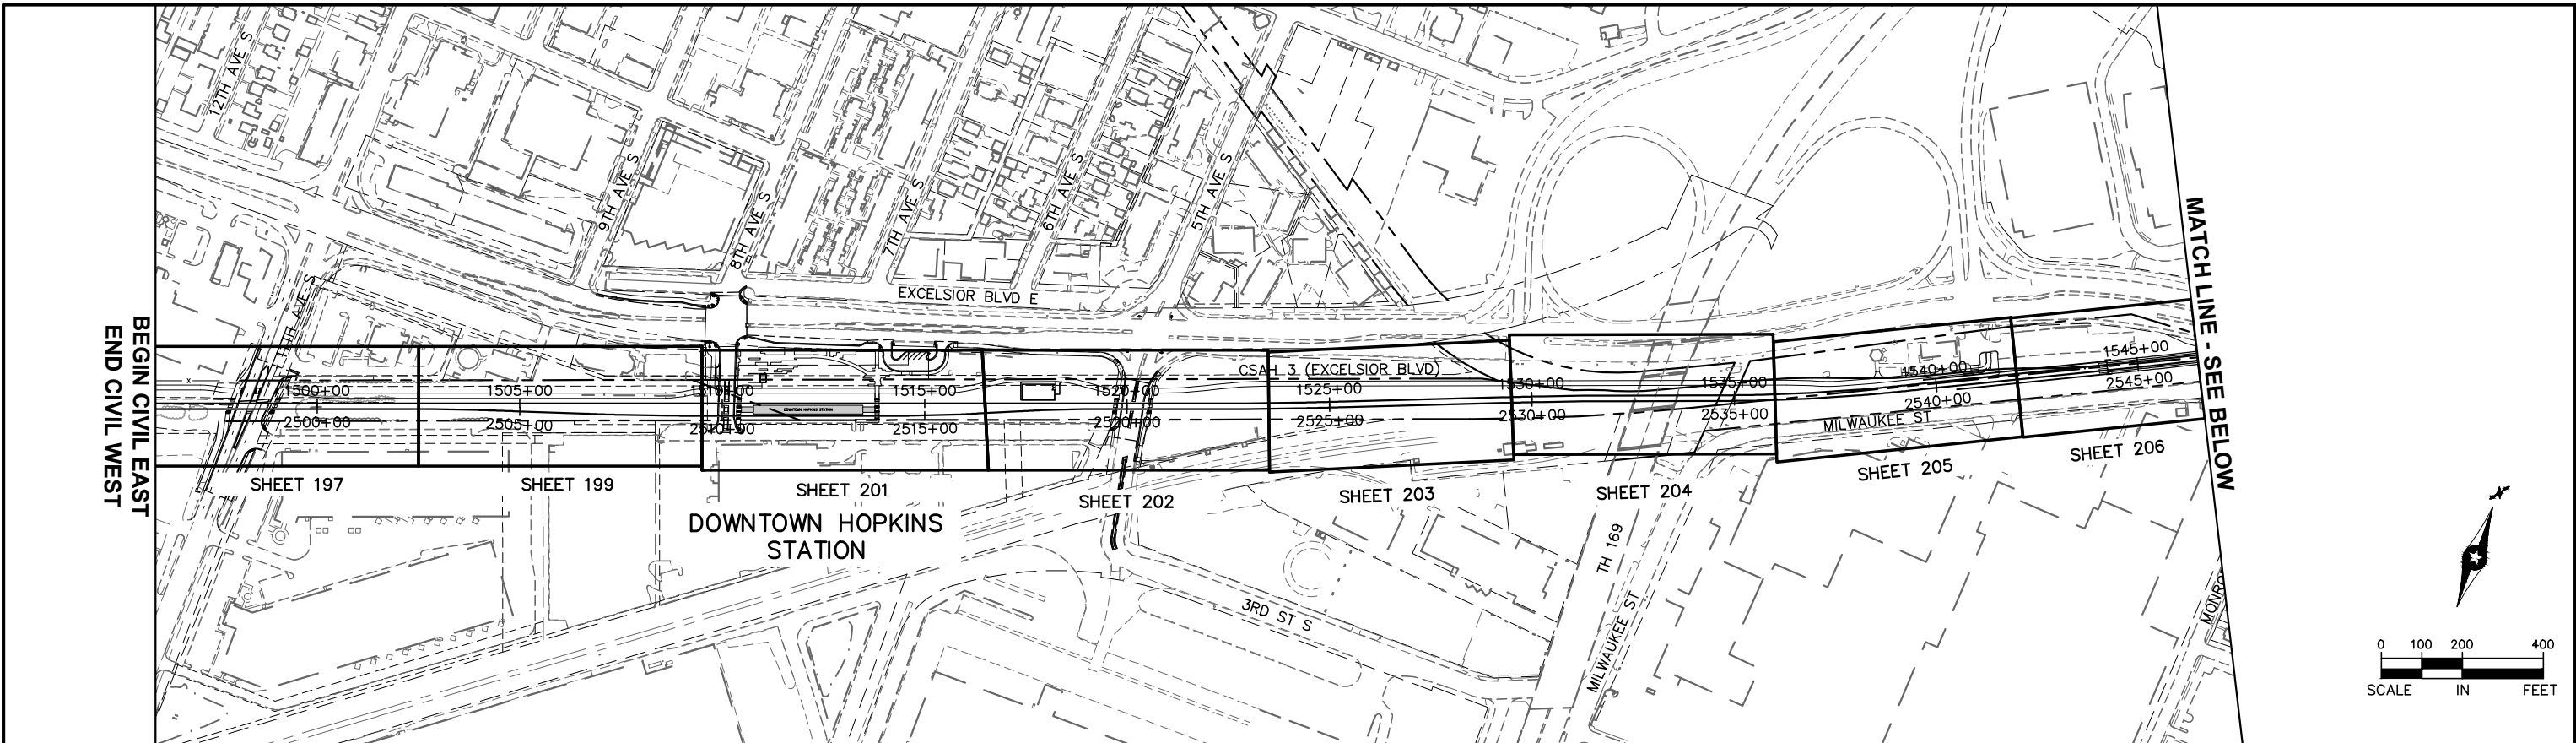 12TH AVE S
11TH AVE S
9TH AVE S
8TH AVE S
7TH AVE S
6TH AVE S
5TH AVE S
EXCELSIOR BLVD E
CSAH 3 (EXCELSIOR BLVD)
BEGIN CIVIL EAST
END CIVIL WEST
1500+00
1505+00
1510+00
1515+00
1520+00
1525+00
1530+00
1535+00
1540+00
1545+00
2500+00
2505+00
2510+00
2515+00
2520+00
2525+00
2530+00
2535+00
2540+00
2545+00
DOWNTOWN HOPKINS STATION
MILWAUKEE ST
SHEET 197
SHEET 199
SHEET 201
SHEET 202
SHEET 203
SHEET 204
SHEET 205
SHEET 206
DOWNTOWN HOPKINS
STATION
3RD ST S
TH 169
MILWAUKEE ST
MONRO
MATCH LINE - SEE BELOW
N
0 100 200 400
SCALE IN FEET